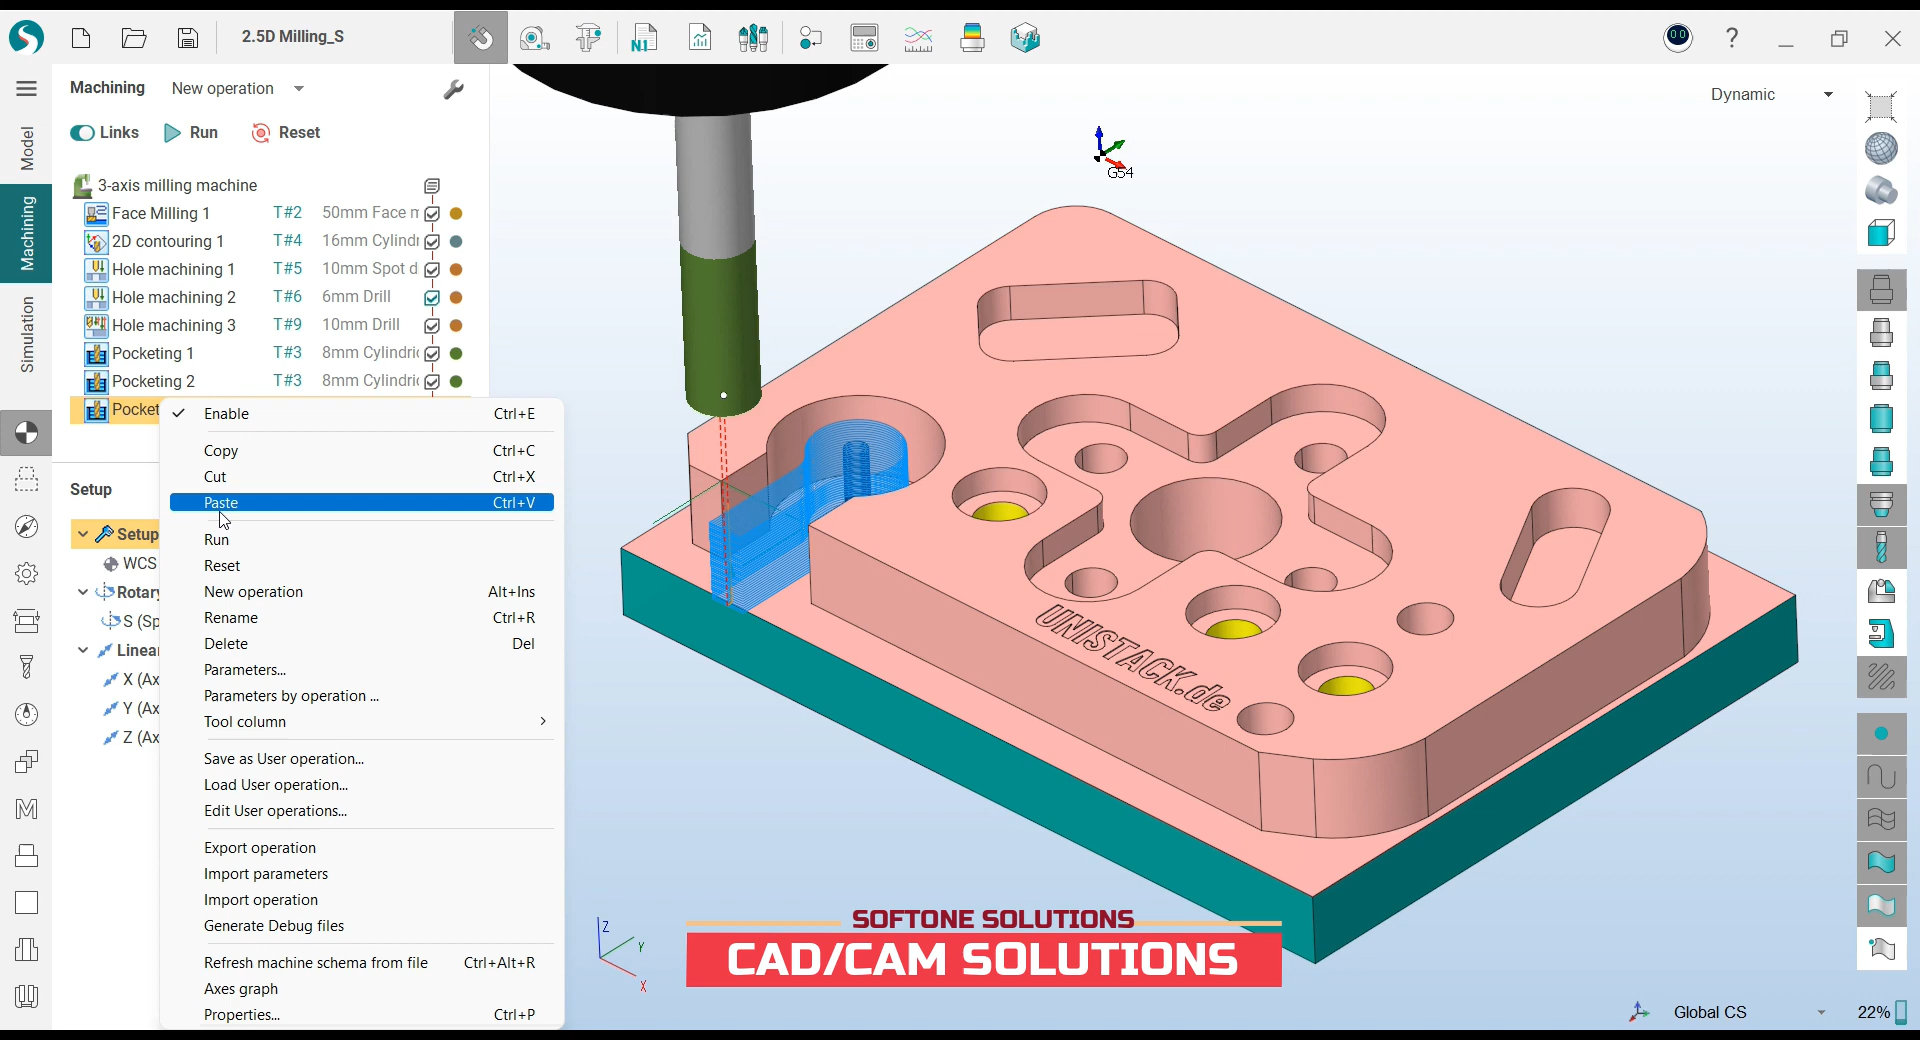 2.5D Milling_S
N1
?
Machining
New operation
Links
Run
Reset
Model
Machining
Simulation
3-axis milling machine
Face Milling 1 T#2 50mm Face m
2D contouring 1 T#4 16mm Cylindr
Hole machining 1 T#5 10mm Spot d
Hole machining 2 T#6 6mm Drill
Hole machining 3 T#9 10mm Drill
Pocketing 1 T#3 8mm Cylindric
Pocketing 2 T#3 8mm Cylindric
Pocket
Setup
Setup
WCS
Rotary
S (Sp
Linear
X (Ax
Y (Ax
Z (Ax
Enable Ctrl+E
Copy Ctrl+C
Cut Ctrl+X
Paste Ctrl+V
Run
Reset
New operation Alt+Ins
Rename Ctrl+R
Delete Del
Parameters...
Parameters by operation ...
Tool column
Save as User operation...
Load User operation...
Edit User operations...
Export operation
Import parameters
Import operation
Generate Debug files
Refresh machine schema from file Ctrl+Alt+R
Axes graph
Properties... Ctrl+P
Dynamic
G54
UNISTACK.de
Z
Y
X
SOFTONE SOLUTIONS
CAD/CAM SOLUTIONS
Global CS
22%